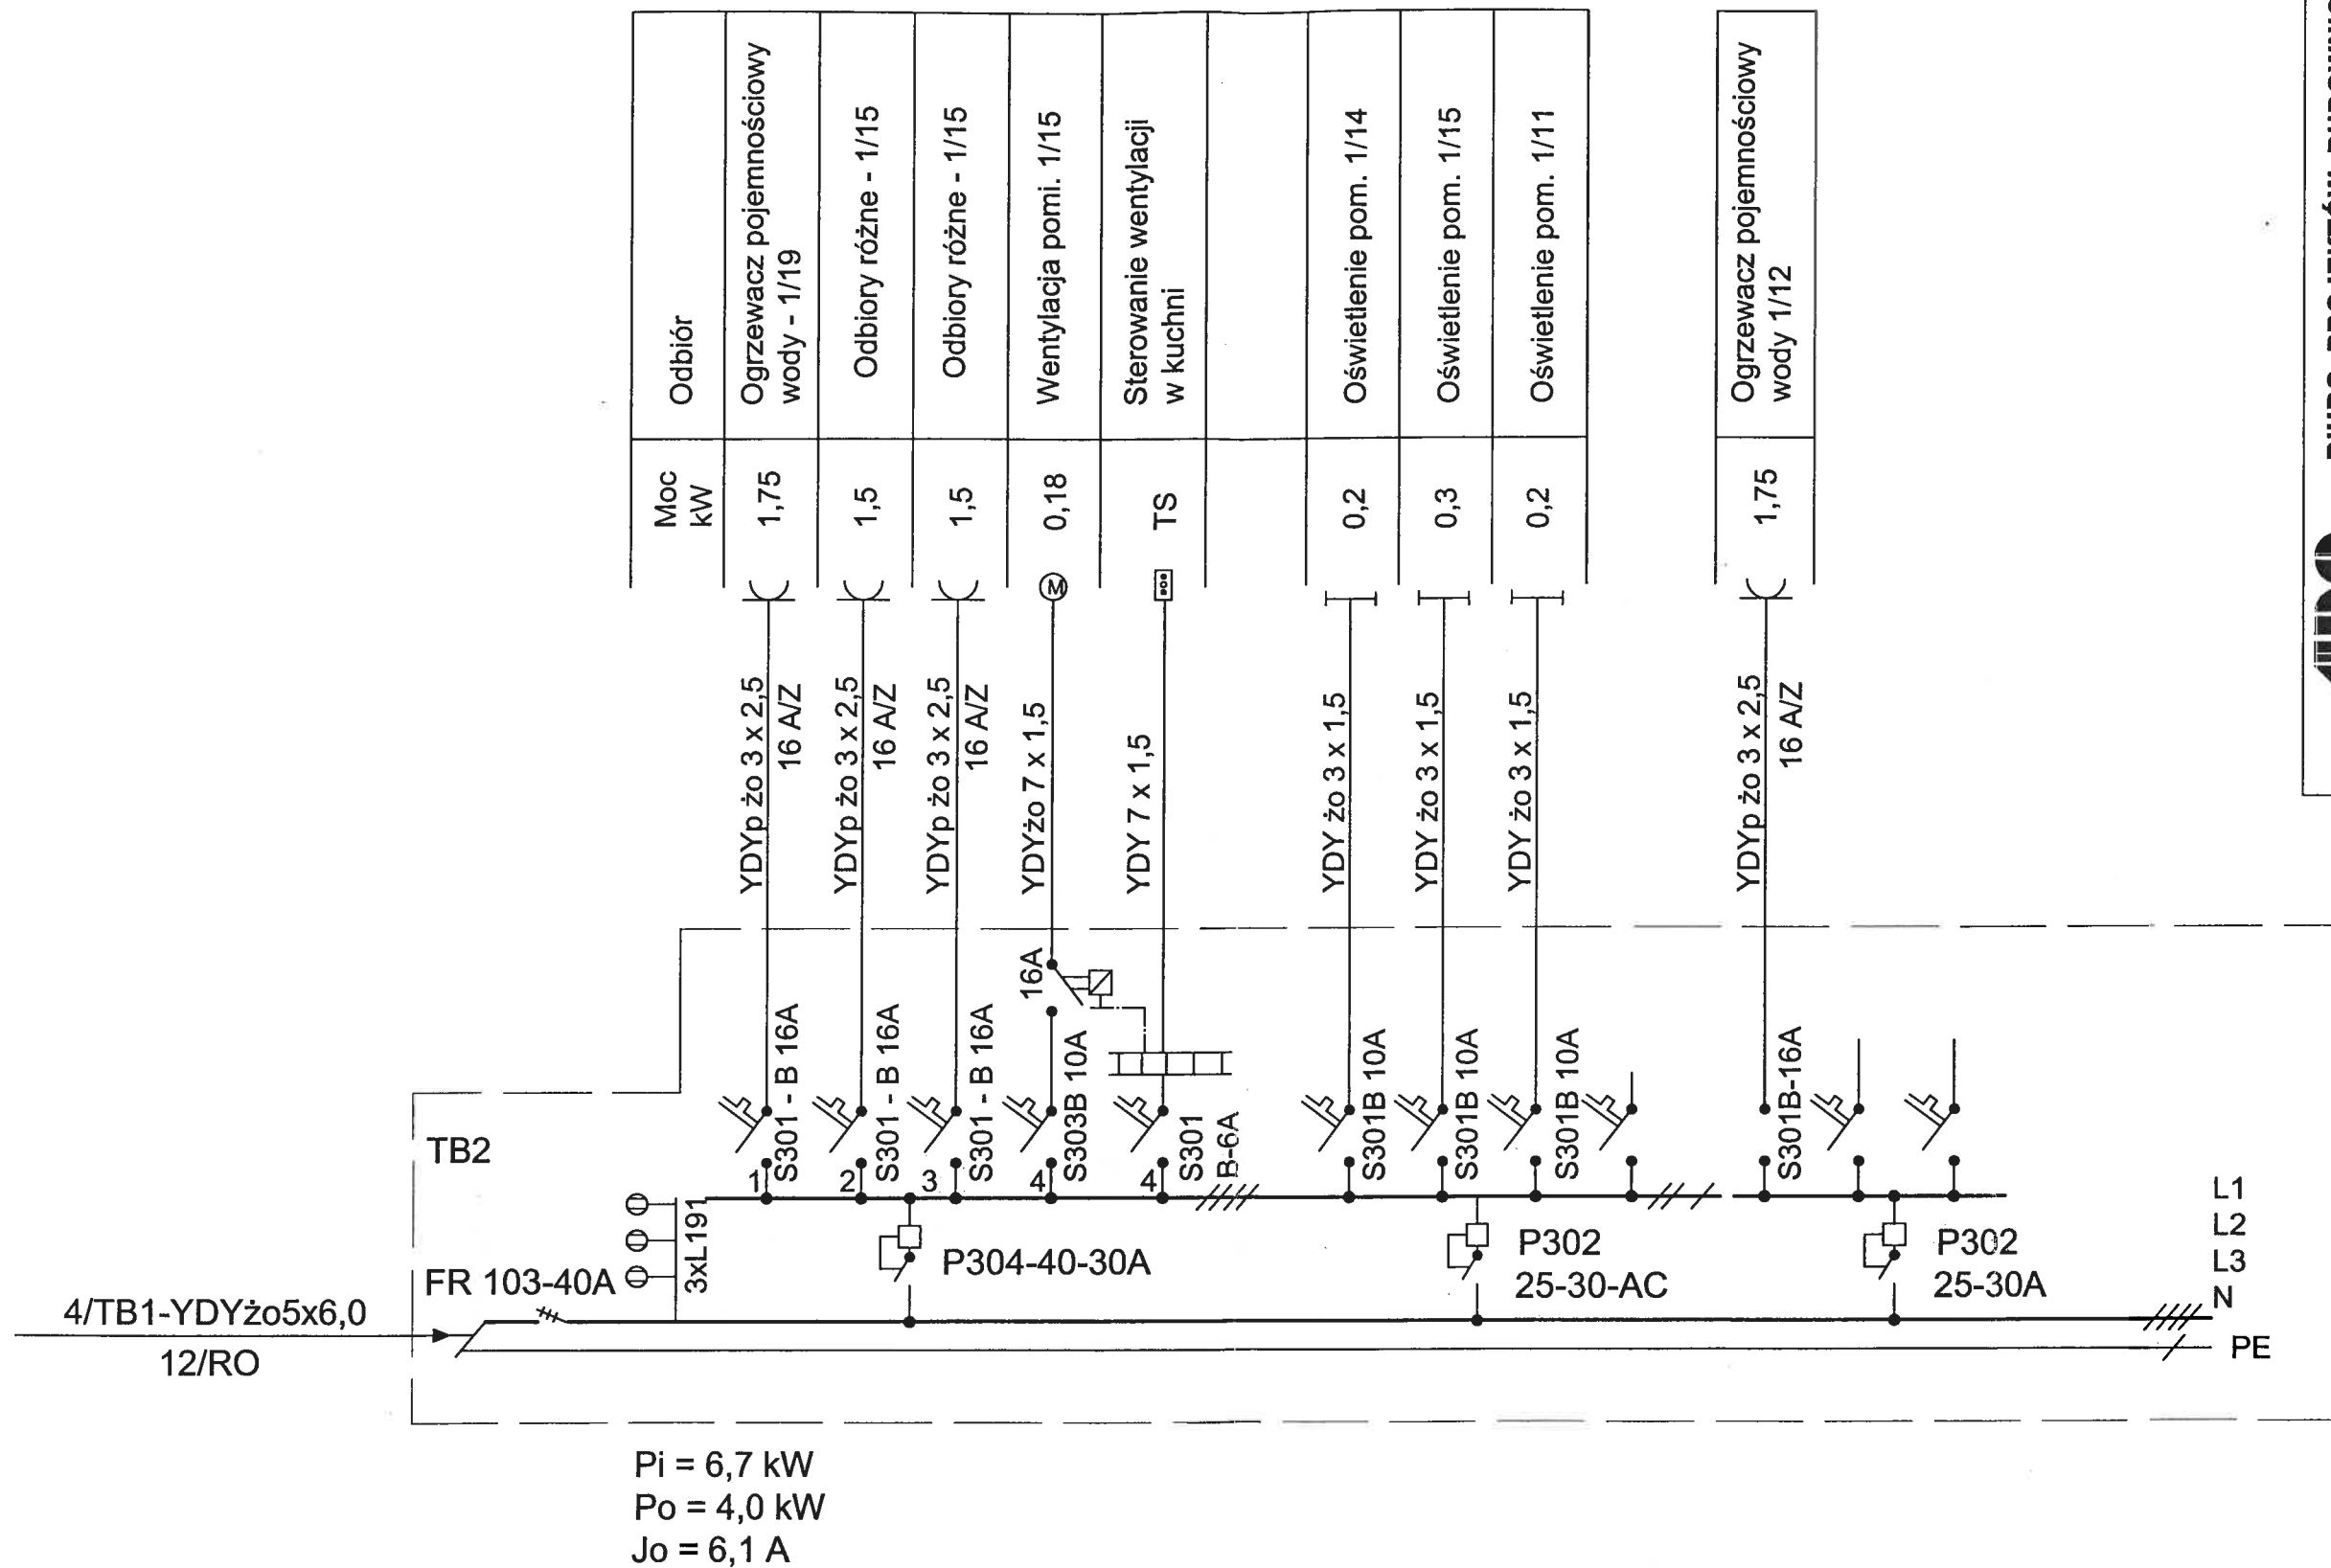 Odbiór
Moc
kW
Ogrzewacz pojemnościowy
wody - 1/19
1,75
Odbiory różne - 1/15
1,5
Odbiory różne - 1/15
1,5
Wentylacja pomi. 1/15
0,18
Sterowanie wentylacji
w kuchni
TS
Oświetlenie pom. 1/14
0,2
Oświetlenie pom. 1/15
0,3
Oświetlenie pom. 1/11
0,2
Ogrzewacz pojemnościowy
wody 1/12
1,75
M
YDYp żo 3 x 2,5
16 A/Z
YDYp żo 3 x 2,5
16 A/Z
YDYp żo 3 x 2,5
16 A/Z
YDYżo 7 x 1,5
YDY 7 x 1,5
YDY żo 3 x 1,5
YDY żo 3 x 1,5
YDY żo 3 x 1,5
YDYp żo 3 x 2,5
16 A/Z
16A
S301 - B 16A
S301 - B 16A
S301 - B 16A
S303B 10A
S301
B-6A
S301B 10A
S301B 10A
S301B 10A
S301B-16A
TB2
1
2
3
4
4
3xL191
FR 103-40A
P304-40-30A
P302
25-30-AC
P302
25-30A
L1
L2
L3
N
PE
4/TB1-YDYżo5x6,0
12/RO
Pi = 6,7 kW
Po = 4,0 kW
Jo = 6,1 A